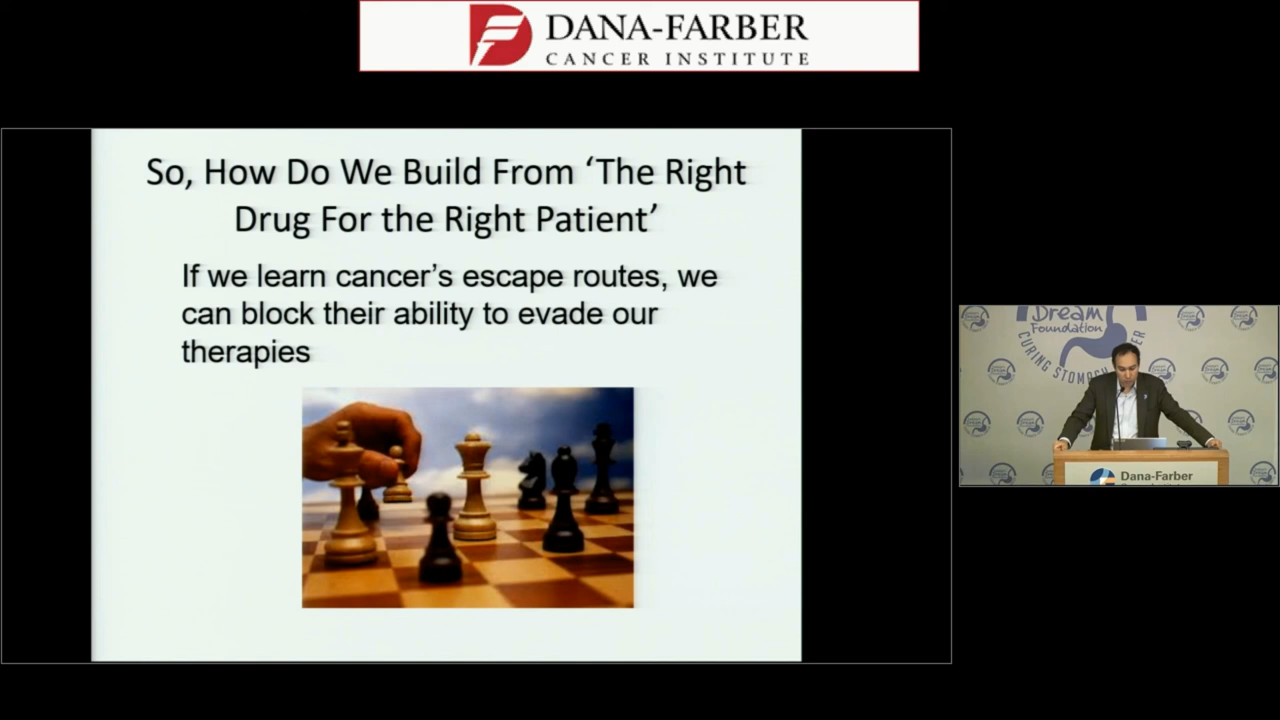 DANA-FARBER
CANCER INSTITUTE
So, How Do We Build From ‘The Right
Drug For the Right Patient’
If we learn cancer’s escape routes, we
can block their ability to evade our
therapies
Dream
Foundation
CURING STOMACH
Dana-Farber